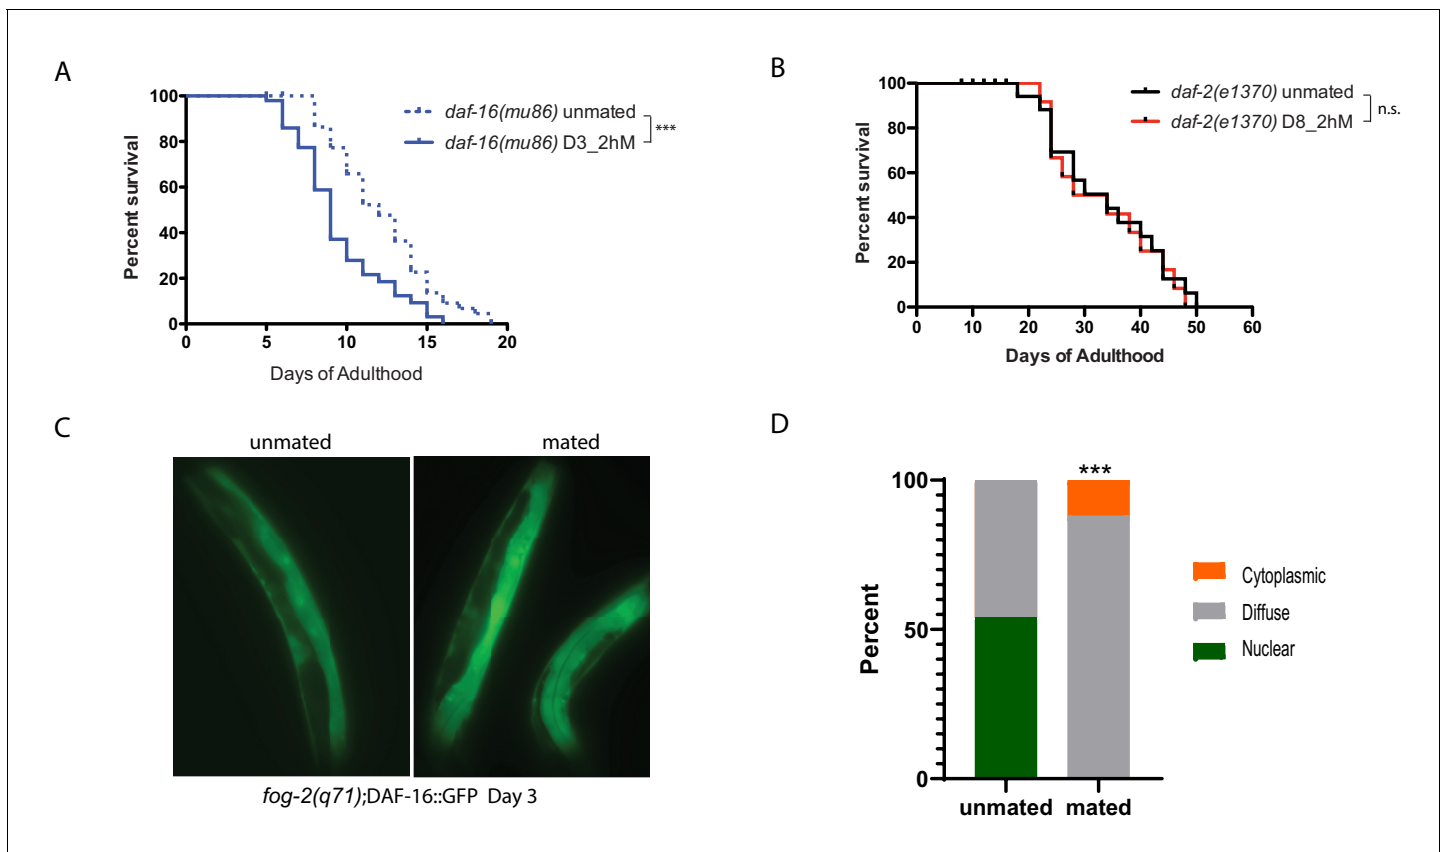 A
100
80
60
40
20
0
0 5 10 15 20
Percent survival
Days of Adulthood
daf-16(mu86) unmated
daf-16(mu86) D3_2hM
***
B
100
80
60
40
20
0
0 10 20 30 40 50 60
Percent survival
Days of Adulthood
daf-2(e1370) unmated
daf-2(e1370) D8_2hM
n.s.
C
unmated mated
fog-2(q71);DAF-16::GFP Day 3
D
***
100
50
0
Percent
unmated mated
Cytoplasmic
Diffuse
Nuclear